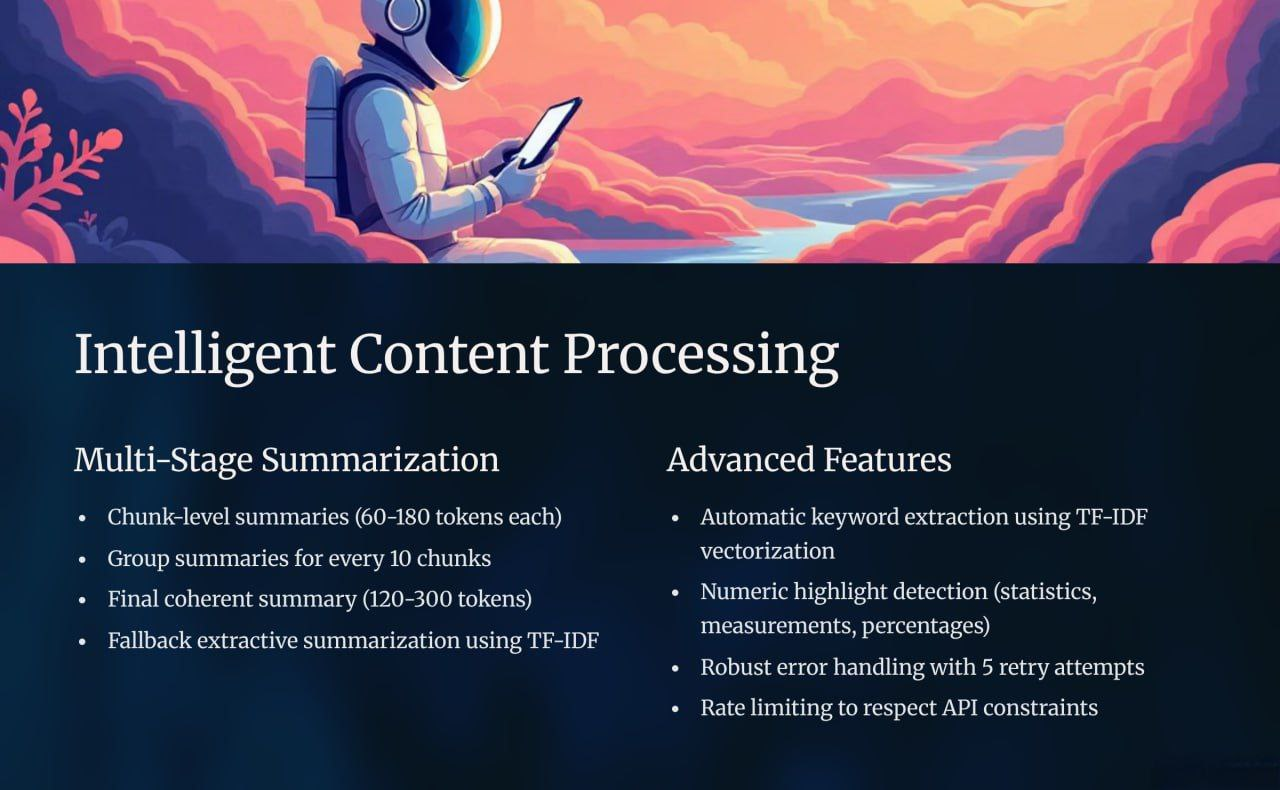 Intelligent Content Processing
Multi-Stage Summarization
• Chunk-level summaries (60-180 tokens each)
• Group summaries for every 10 chunks
• Final coherent summary (120-300 tokens)
• Fallback extractive summarization using TF-IDF
Advanced Features
• Automatic keyword extraction using TF-IDF
vectorization
• Numeric highlight detection (statistics,
measurements, percentages)
• Robust error handling with 5 retry attempts
• Rate limiting to respect API constraints